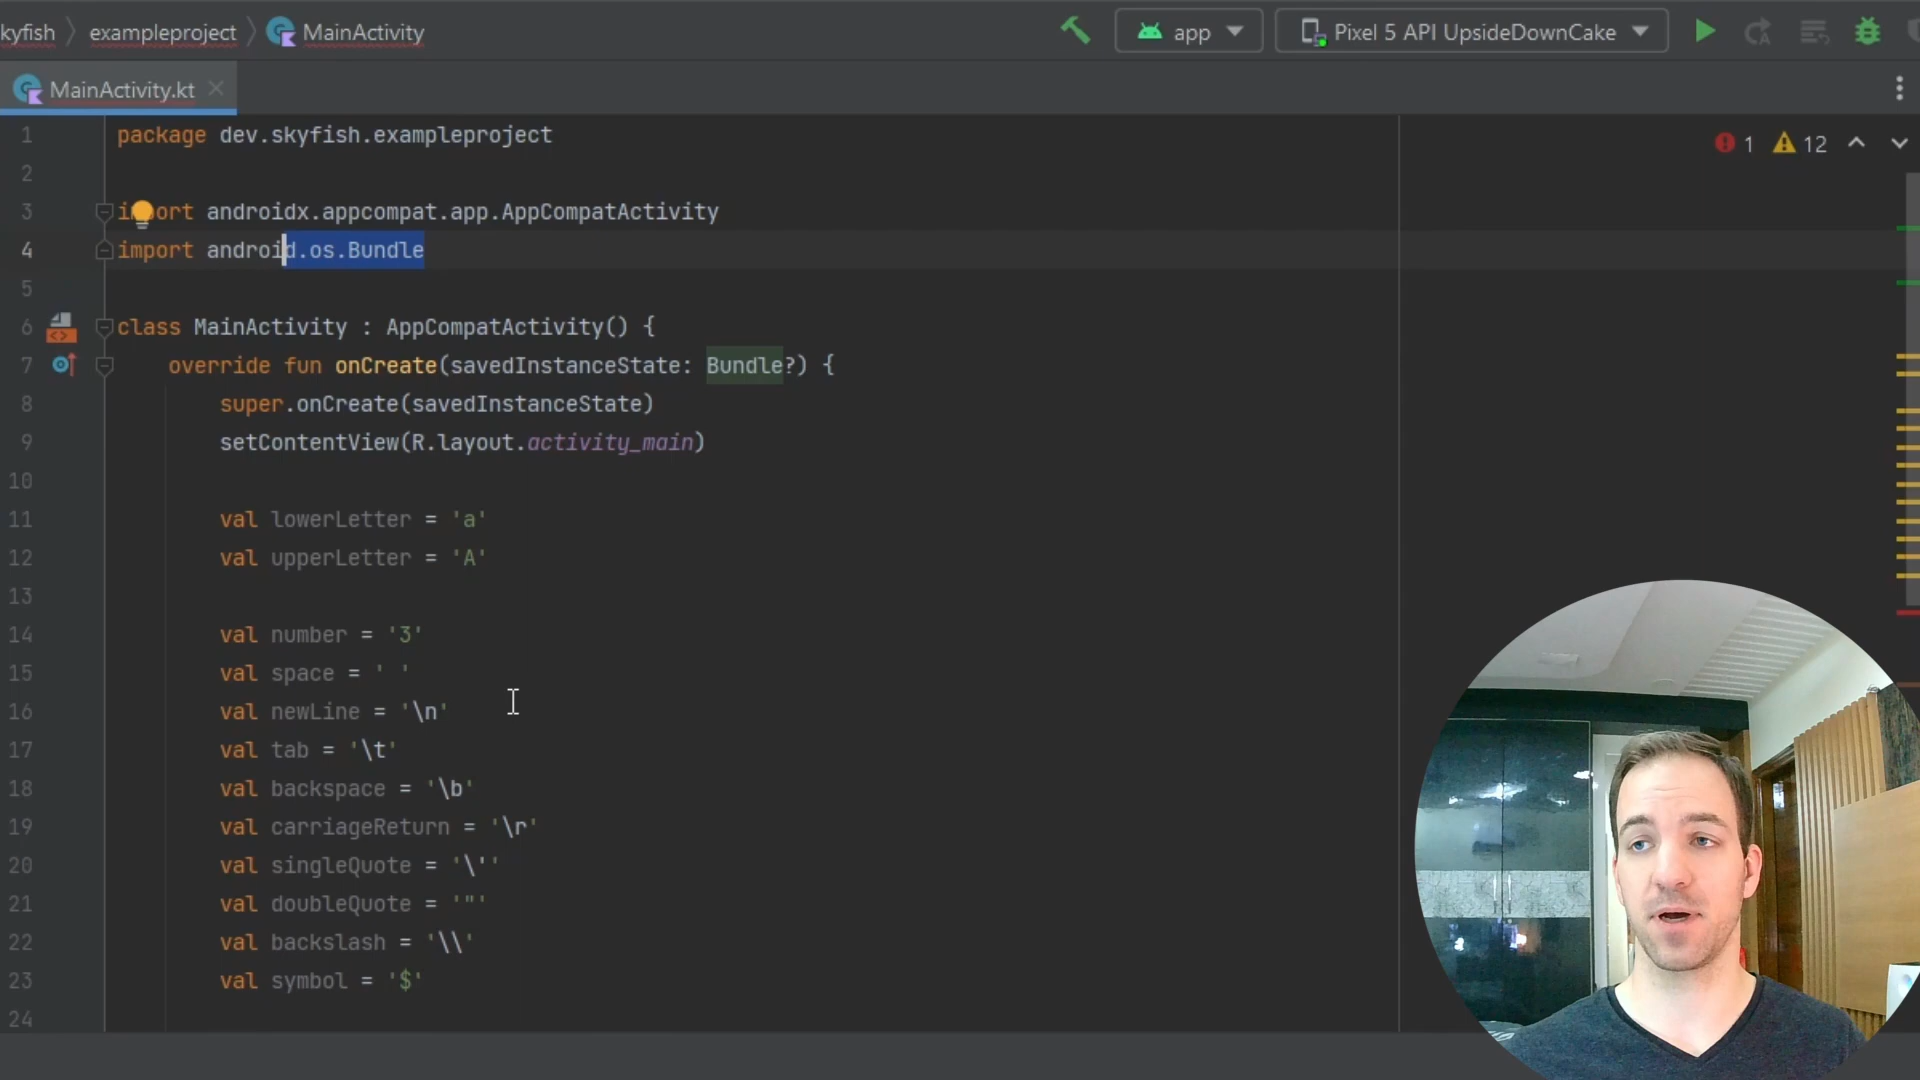 kyfish exampleproject MainActivity app Pixel 5 API UpsideDownCake
MainActivity.kt
1 12
1 package dev.skyfish.exampleproject
2
3 import androidx.appcompat.app.AppCompatActivity
4 import android.os.Bundle
5
6 class MainActivity : AppCompatActivity() {
7 override fun onCreate(savedInstanceState: Bundle?) {
8 super.onCreate(savedInstanceState)
9 setContentView(R.layout.activity_main)
10
11 val lowerLetter = 'a'
12 val upperLetter = 'A'
13
14 val number = '3'
15 val space = ' '
16 val newLine = '\n'
17 val tab = '\t'
18 val backspace = '\b'
19 val carriageReturn = '\r'
20 val singleQuote = '\''
21 val doubleQuote = '"'
22 val backslash = '\\'
23 val symbol = '$'
24